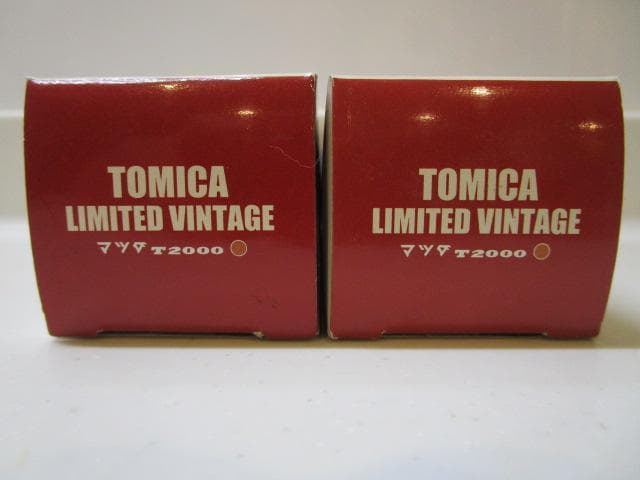 TOMICA
LIMITED VINTAGE
マツダ T2000
TOMICA
LIMITED VINTAGE
マツダ T2000